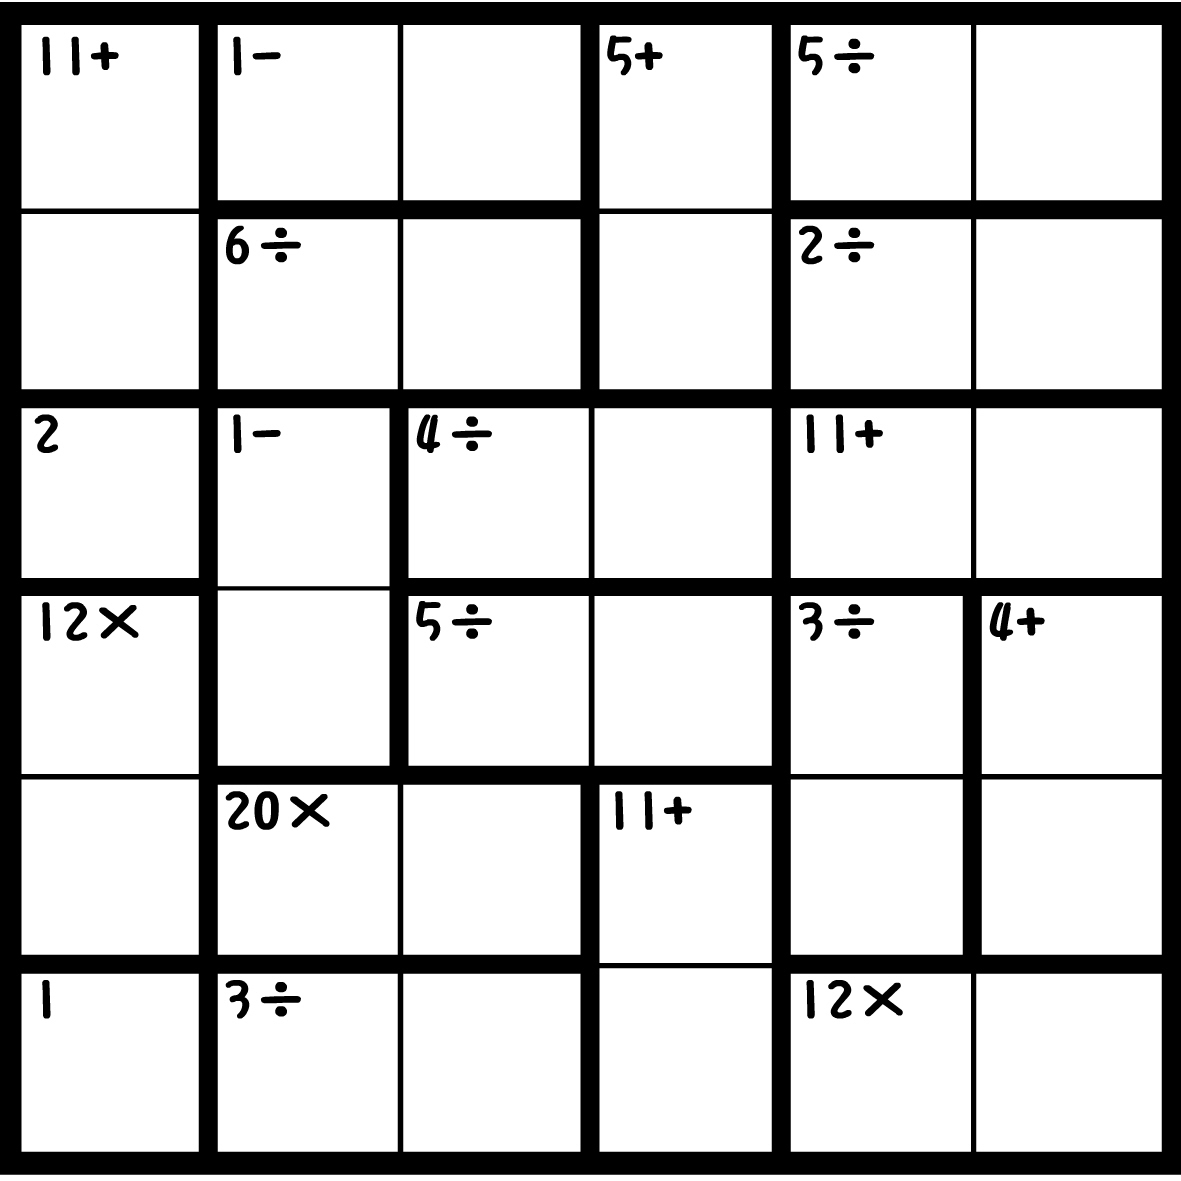 11+ 1− 5+ 5÷
6÷ 2÷
2 1− 4÷ 11+
12× 5÷ 3÷ 4+
20× 11+
1 3÷ 12×